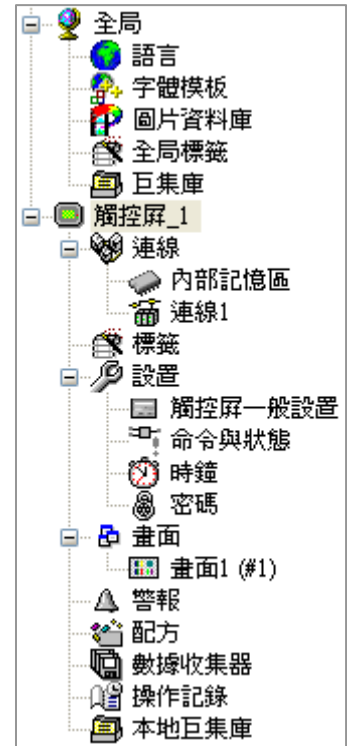 全局
語言
字體模板
圖片資料庫
全局標籤
巨集庫
觸控屏_1
連線
內部記憶區
連線1
標籤
設置
觸控屏一般設置
命令與狀態
時鐘
密碼
畫面
畫面1 (#1)
警報
配方
數據收集器
操作記錄
本地巨集庫